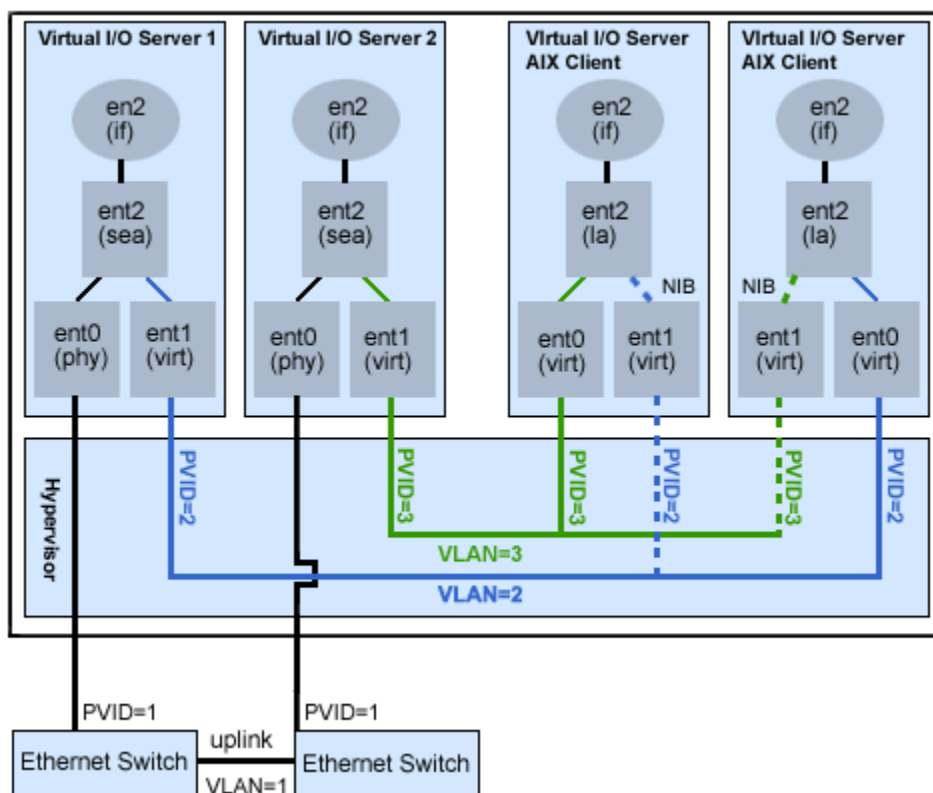 Virtual I/O Server 1
Virtual I/O Server 2
VIrtual I/O Server
AIX Client
VIrtual I/O Server
AIX Client
en2
(if)
en2
(if)
en2
(if)
en2
(if)
ent2
(sea)
ent2
(sea)
ent2
(la)
ent2
(la)
NIB
NIB
ent0
(phy)
ent1
(virt)
ent0
(phy)
ent1
(virt)
ent0
(virt)
ent1
(virt)
ent1
(virt)
ent0
(virt)
Hypervisor
PVID=2
PVID=3
PVID=3
PVID=2
PVID=3
PVID=2
VLAN=3
VLAN=2
PVID=1
PVID=1
Ethernet Switch
uplink
VLAN=1
Ethernet Switch